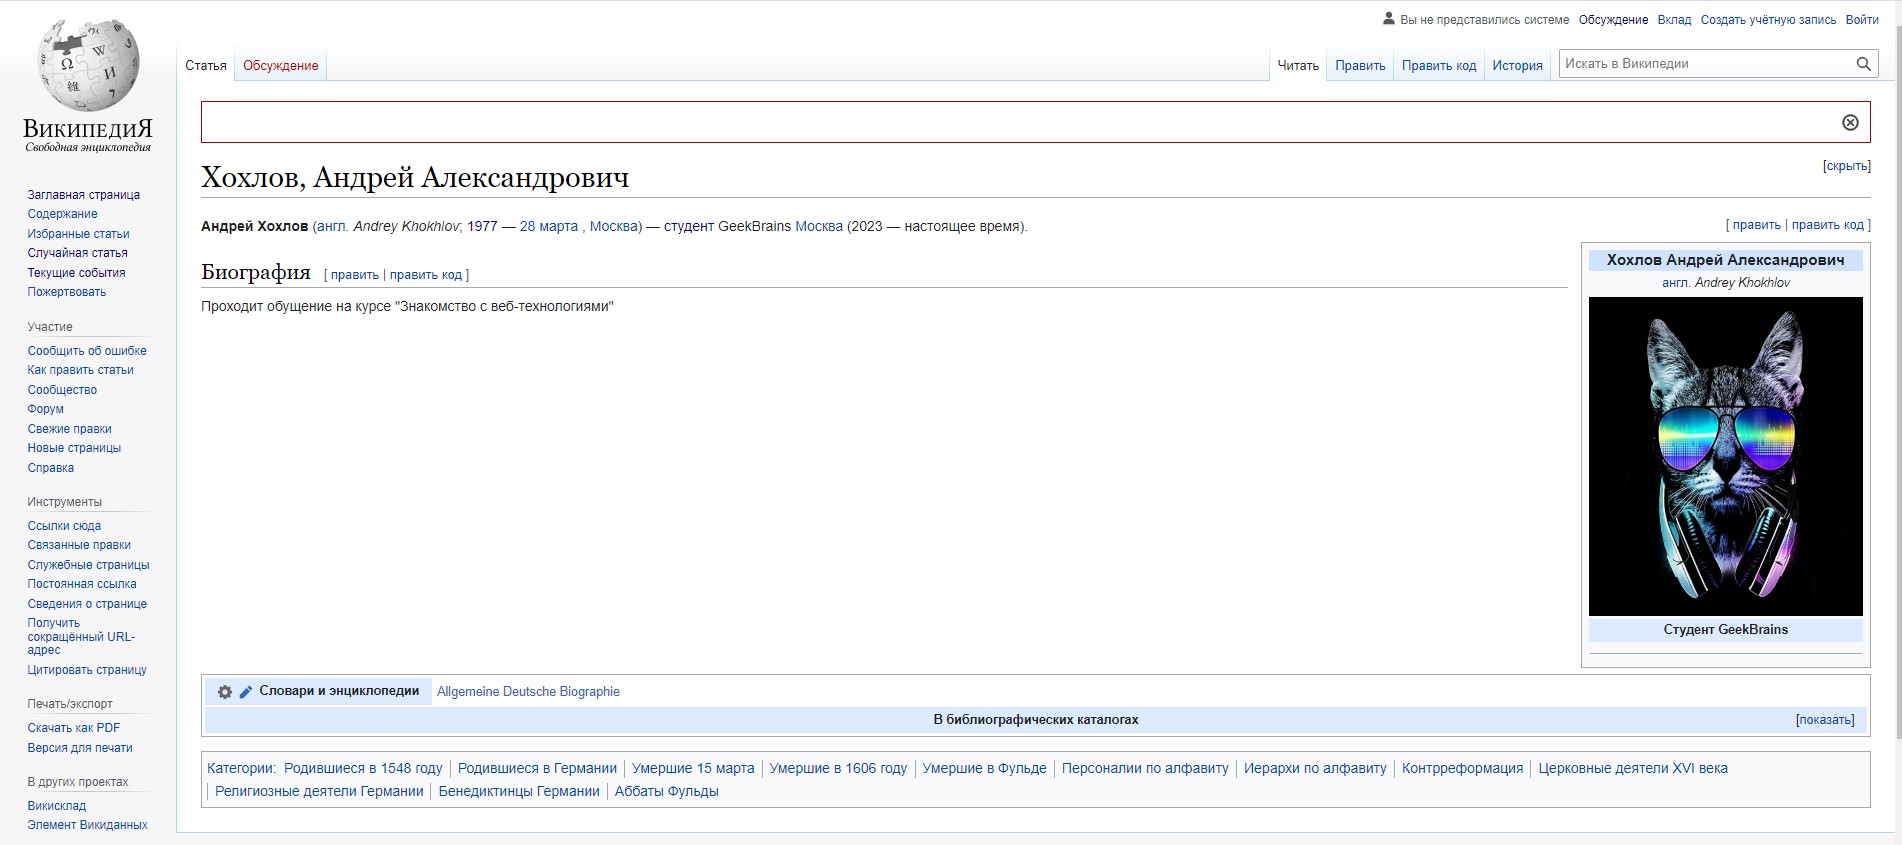 Вы не представились системе Обсуждение Вклад Создать учётную запись Войти
Статья Обсуждение Читать Править Править код История Искать в Википедии
ВикипедиЯ
Свободная энциклопедия
Заглавная страница
Содержание
Избранные статьи
Случайная статья
Текущие события
Пожертвовать
Участие
Сообщить об ошибке
Как править статьи
Сообщество
Форум
Свежие правки
Новые страницы
Справка
Инструменты
Ссылки сюда
Связанные правки
Служебные страницы
Постоянная ссылка
Сведения о странице
Получить
сокращённый URL-
адрес
Цитировать страницу
Печать/экспорт
Скачать как PDF
Версия для печати
В других проектах
Викисклад
Элемент Викиданных
[скрыть]
Хохлов, Андрей Александрович
Андрей Хохлов (англ. Andrey Khokhlov; 1977 — 28 марта , Москва) — студент GeekBrains Москва (2023 — настоящее время).
[ править | править код ]
Биография [ править | править код ]
Проходит обущение на курсе "Знакомство с веб-технологиями"
Хохлов Андрей Александрович
англ. Andrey Khokhlov
Студент GeekBrains
Словари и энциклопедии Allgemeine Deutsche Biographie
В библиографических каталогах [показать]
Категории: Родившиеся в 1548 году | Родившиеся в Германии | Умершие 15 марта | Умершие в 1606 году | Умершие в Фульде | Персоналии по алфавиту | Иерархи по алфавиту | Контрреформация | Церковные деятели XVI века
| Религиозные деятели Германии | Бенедиктинцы Германии | Аббаты Фульды